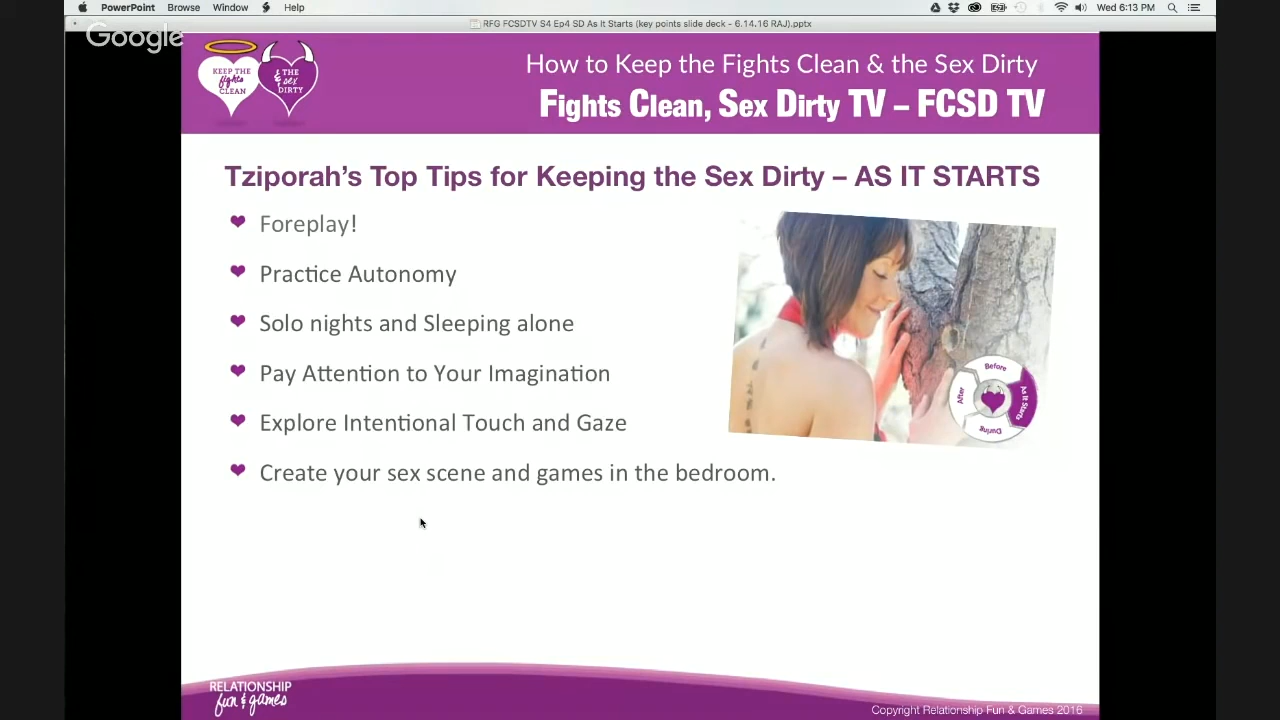 PowerPoint Browse Window Help
Wed 6:13 PM
RFG FCSDTV S4 Ep4 SD As It Starts (key points slide deck - 6.14.16 RAJ).pptx
Google
KEEP THE
fights
CLEAN
& THE
sex
DIRTY
How to Keep the Fights Clean & the Sex Dirty
Fights Clean, Sex Dirty TV – FCSD TV
Tziporah's Top Tips for Keeping the Sex Dirty – AS IT STARTS
❤ Foreplay!
❤ Practice Autonomy
❤ Solo nights and Sleeping alone
❤ Pay Attention to Your Imagination
❤ Explore Intentional Touch and Gaze
❤ Create your sex scene and games in the bedroom.
Before
As It Starts
During
After
RELATIONSHIP
fun & games
Copyright Relationship Fun & Games 2016